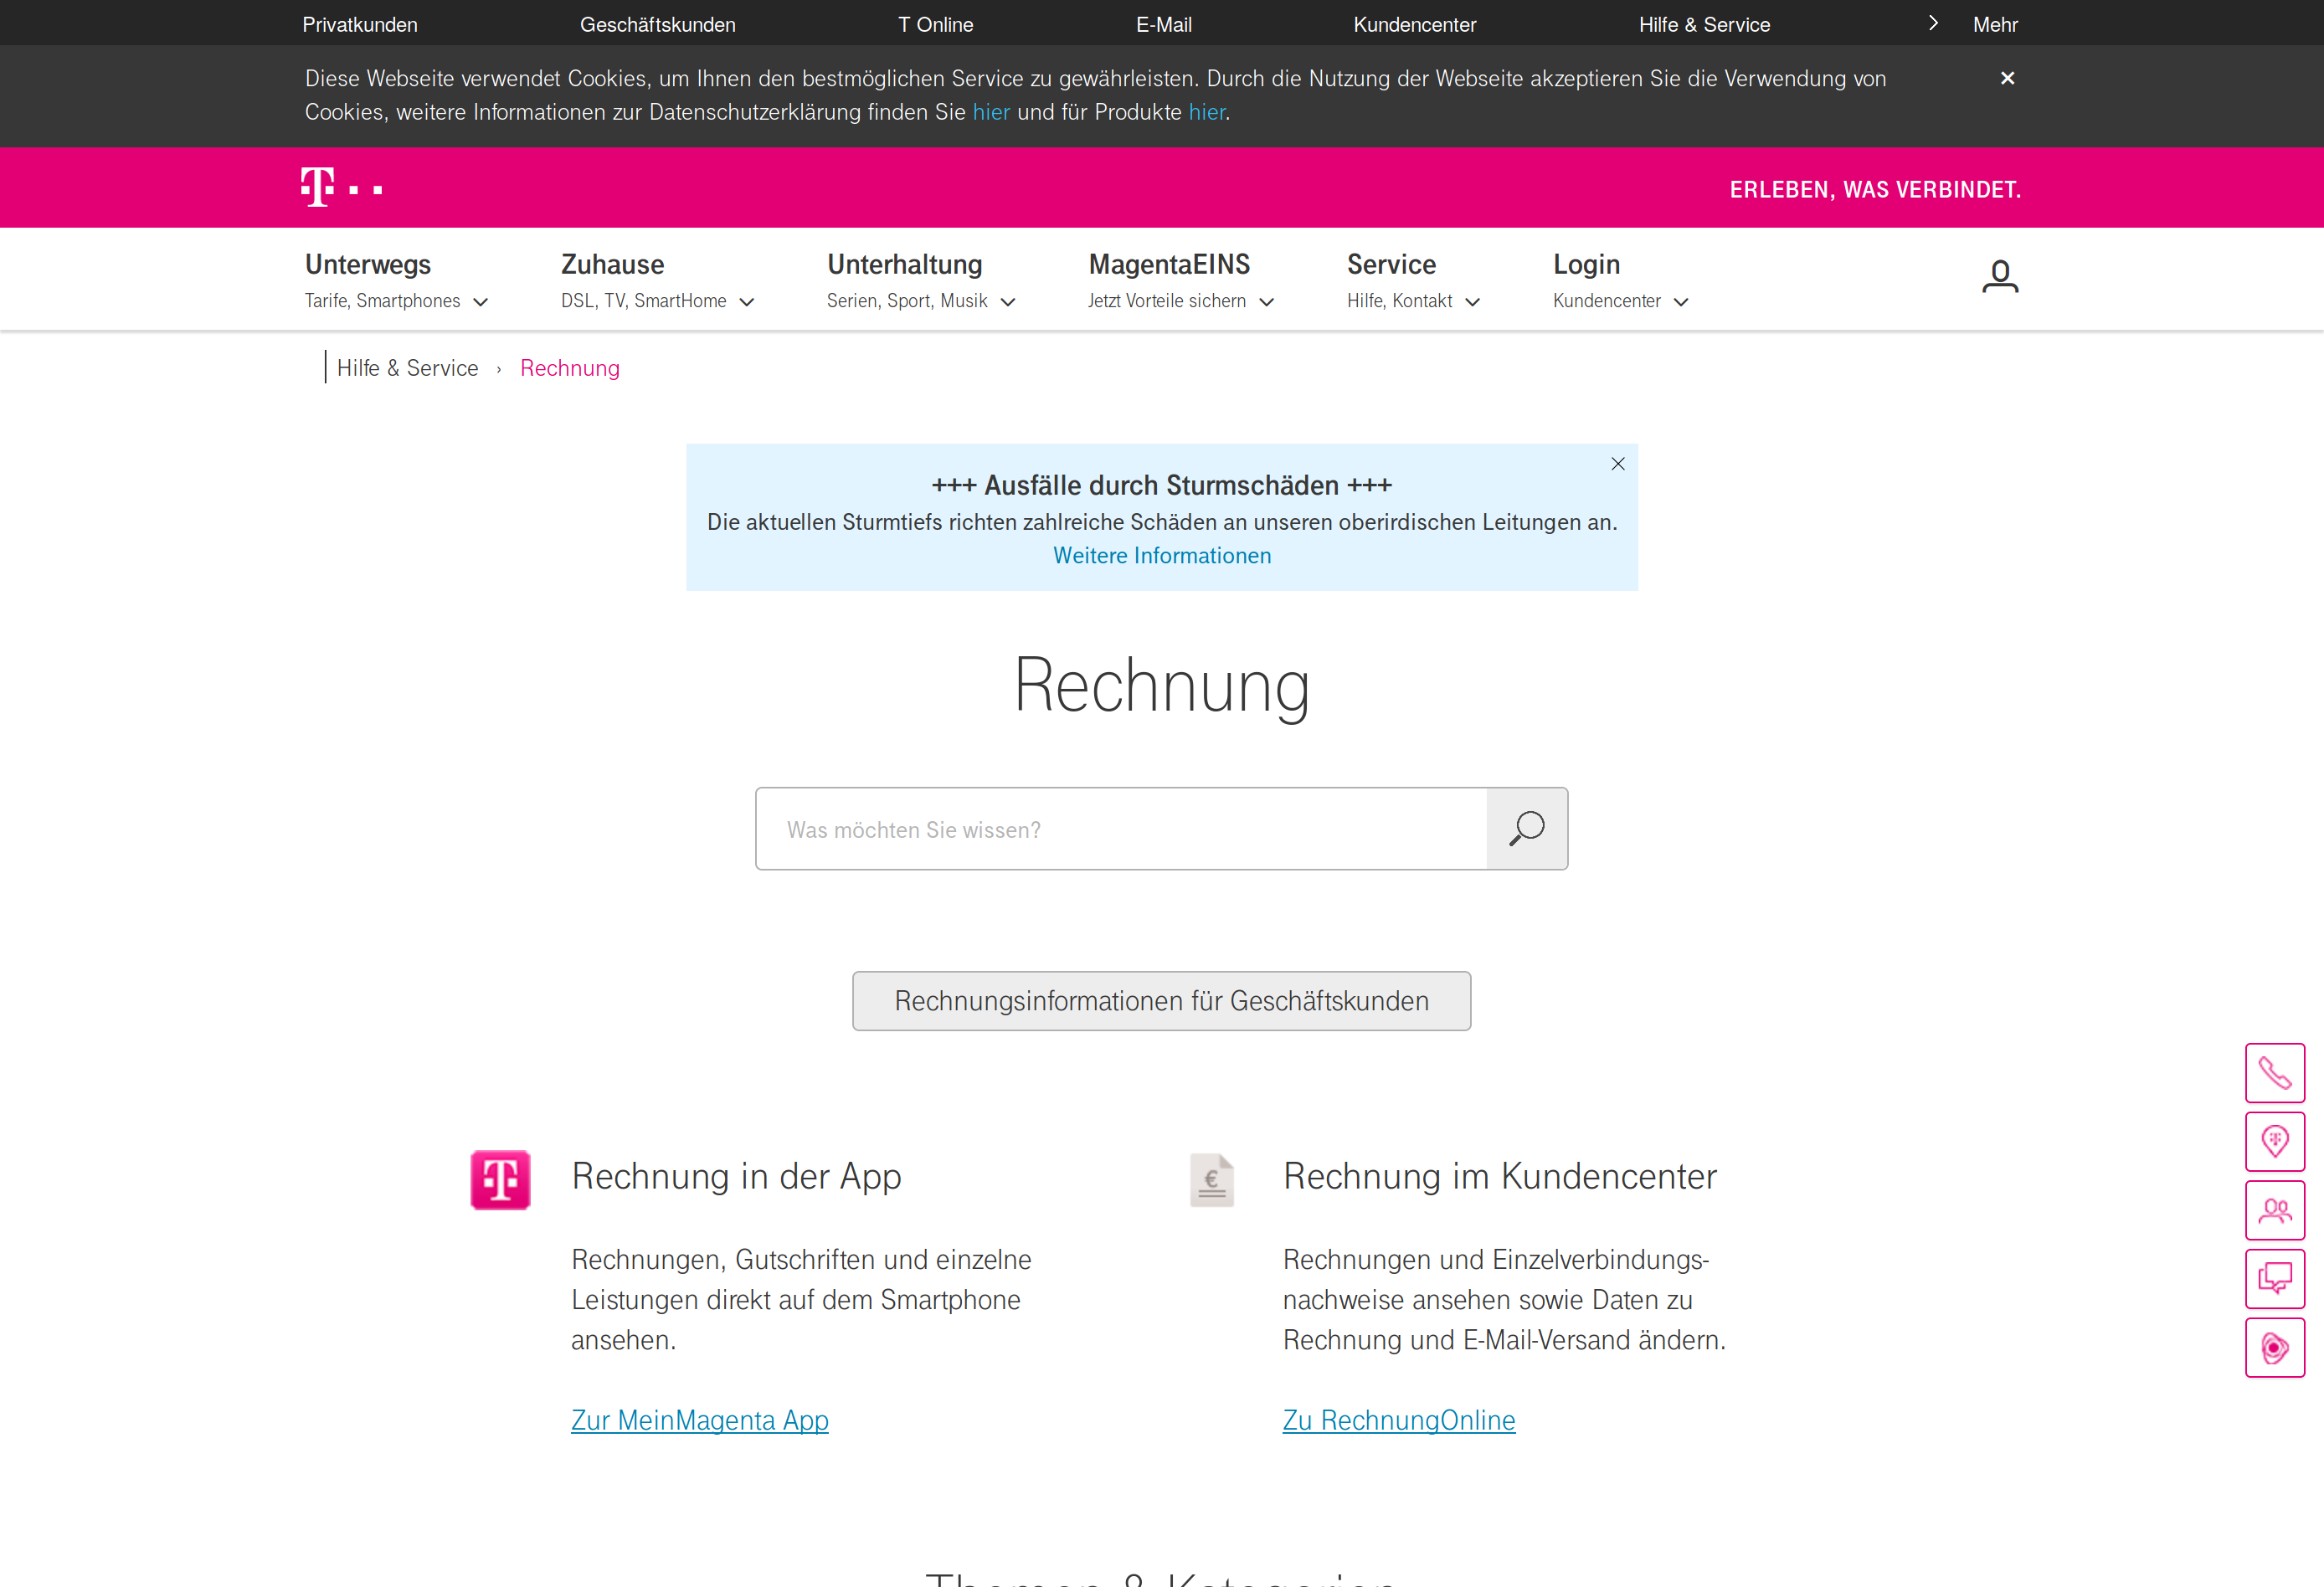 Privatkunden Geschäftskunden T Online E-Mail Kundencenter Hilfe & Service Mehr
Diese Webseite verwendet Cookies, um Ihnen den bestmöglichen Service zu gewährleisten. Durch die Nutzung der Webseite akzeptieren Sie die Verwendung von
Cookies, weitere Informationen zur Datenschutzerklärung finden Sie hier und für Produkte hier.
T
ERLEBEN, WAS VERBINDET.
Unterwegs Zuhause Unterhaltung MagentaEINS Service Login
Tarife, Smartphones DSL, TV, SmartHome Serien, Sport, Musik Jetzt Vorteile sichern Hilfe, Kontakt Kundencenter
Hilfe & Service › Rechnung
+++ Ausfälle durch Sturmschäden +++
Die aktuellen Sturmtiefs richten zahlreiche Schäden an unseren oberirdischen Leitungen an.
Weitere Informationen
Rechnung
Was möchten Sie wissen?
Rechnungsinformationen für Geschäftskunden
Rechnung in der App
Rechnungen, Gutschriften und einzelne
Leistungen direkt auf dem Smartphone
ansehen.
Zur MeinMagenta App
Rechnung im Kundencenter
Rechnungen und Einzelverbindungs-
nachweise ansehen sowie Daten zu
Rechnung und E-Mail-Versand ändern.
Zu RechnungOnline
Themen & Kategorien